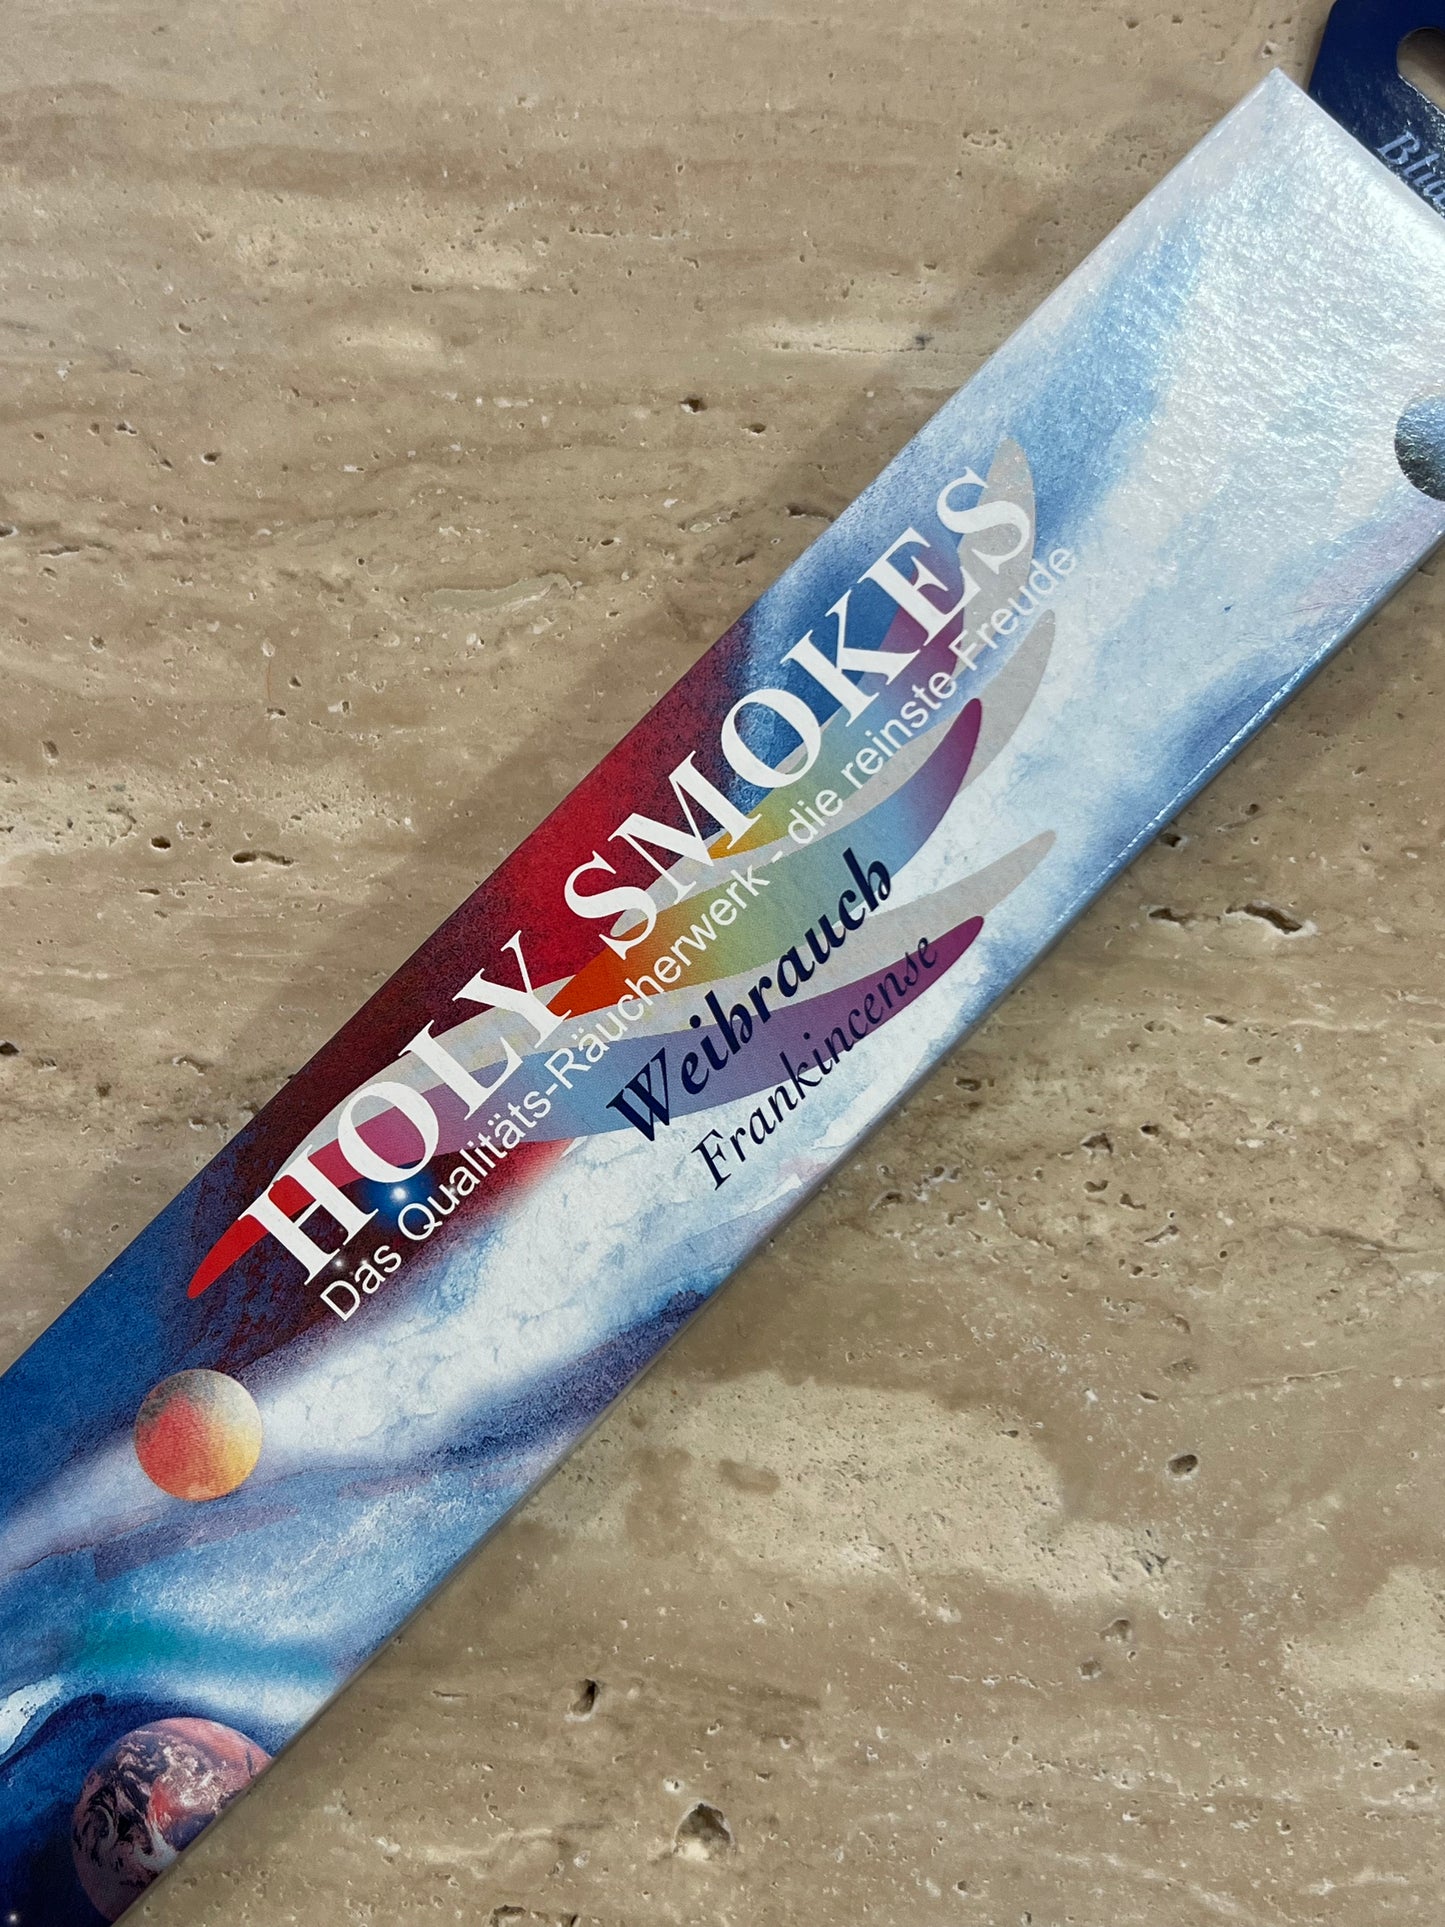 HOLY SMOKES
Das Qualitäts-Räucherwerk - die reinste Freude
Weihrauch
Frankincense